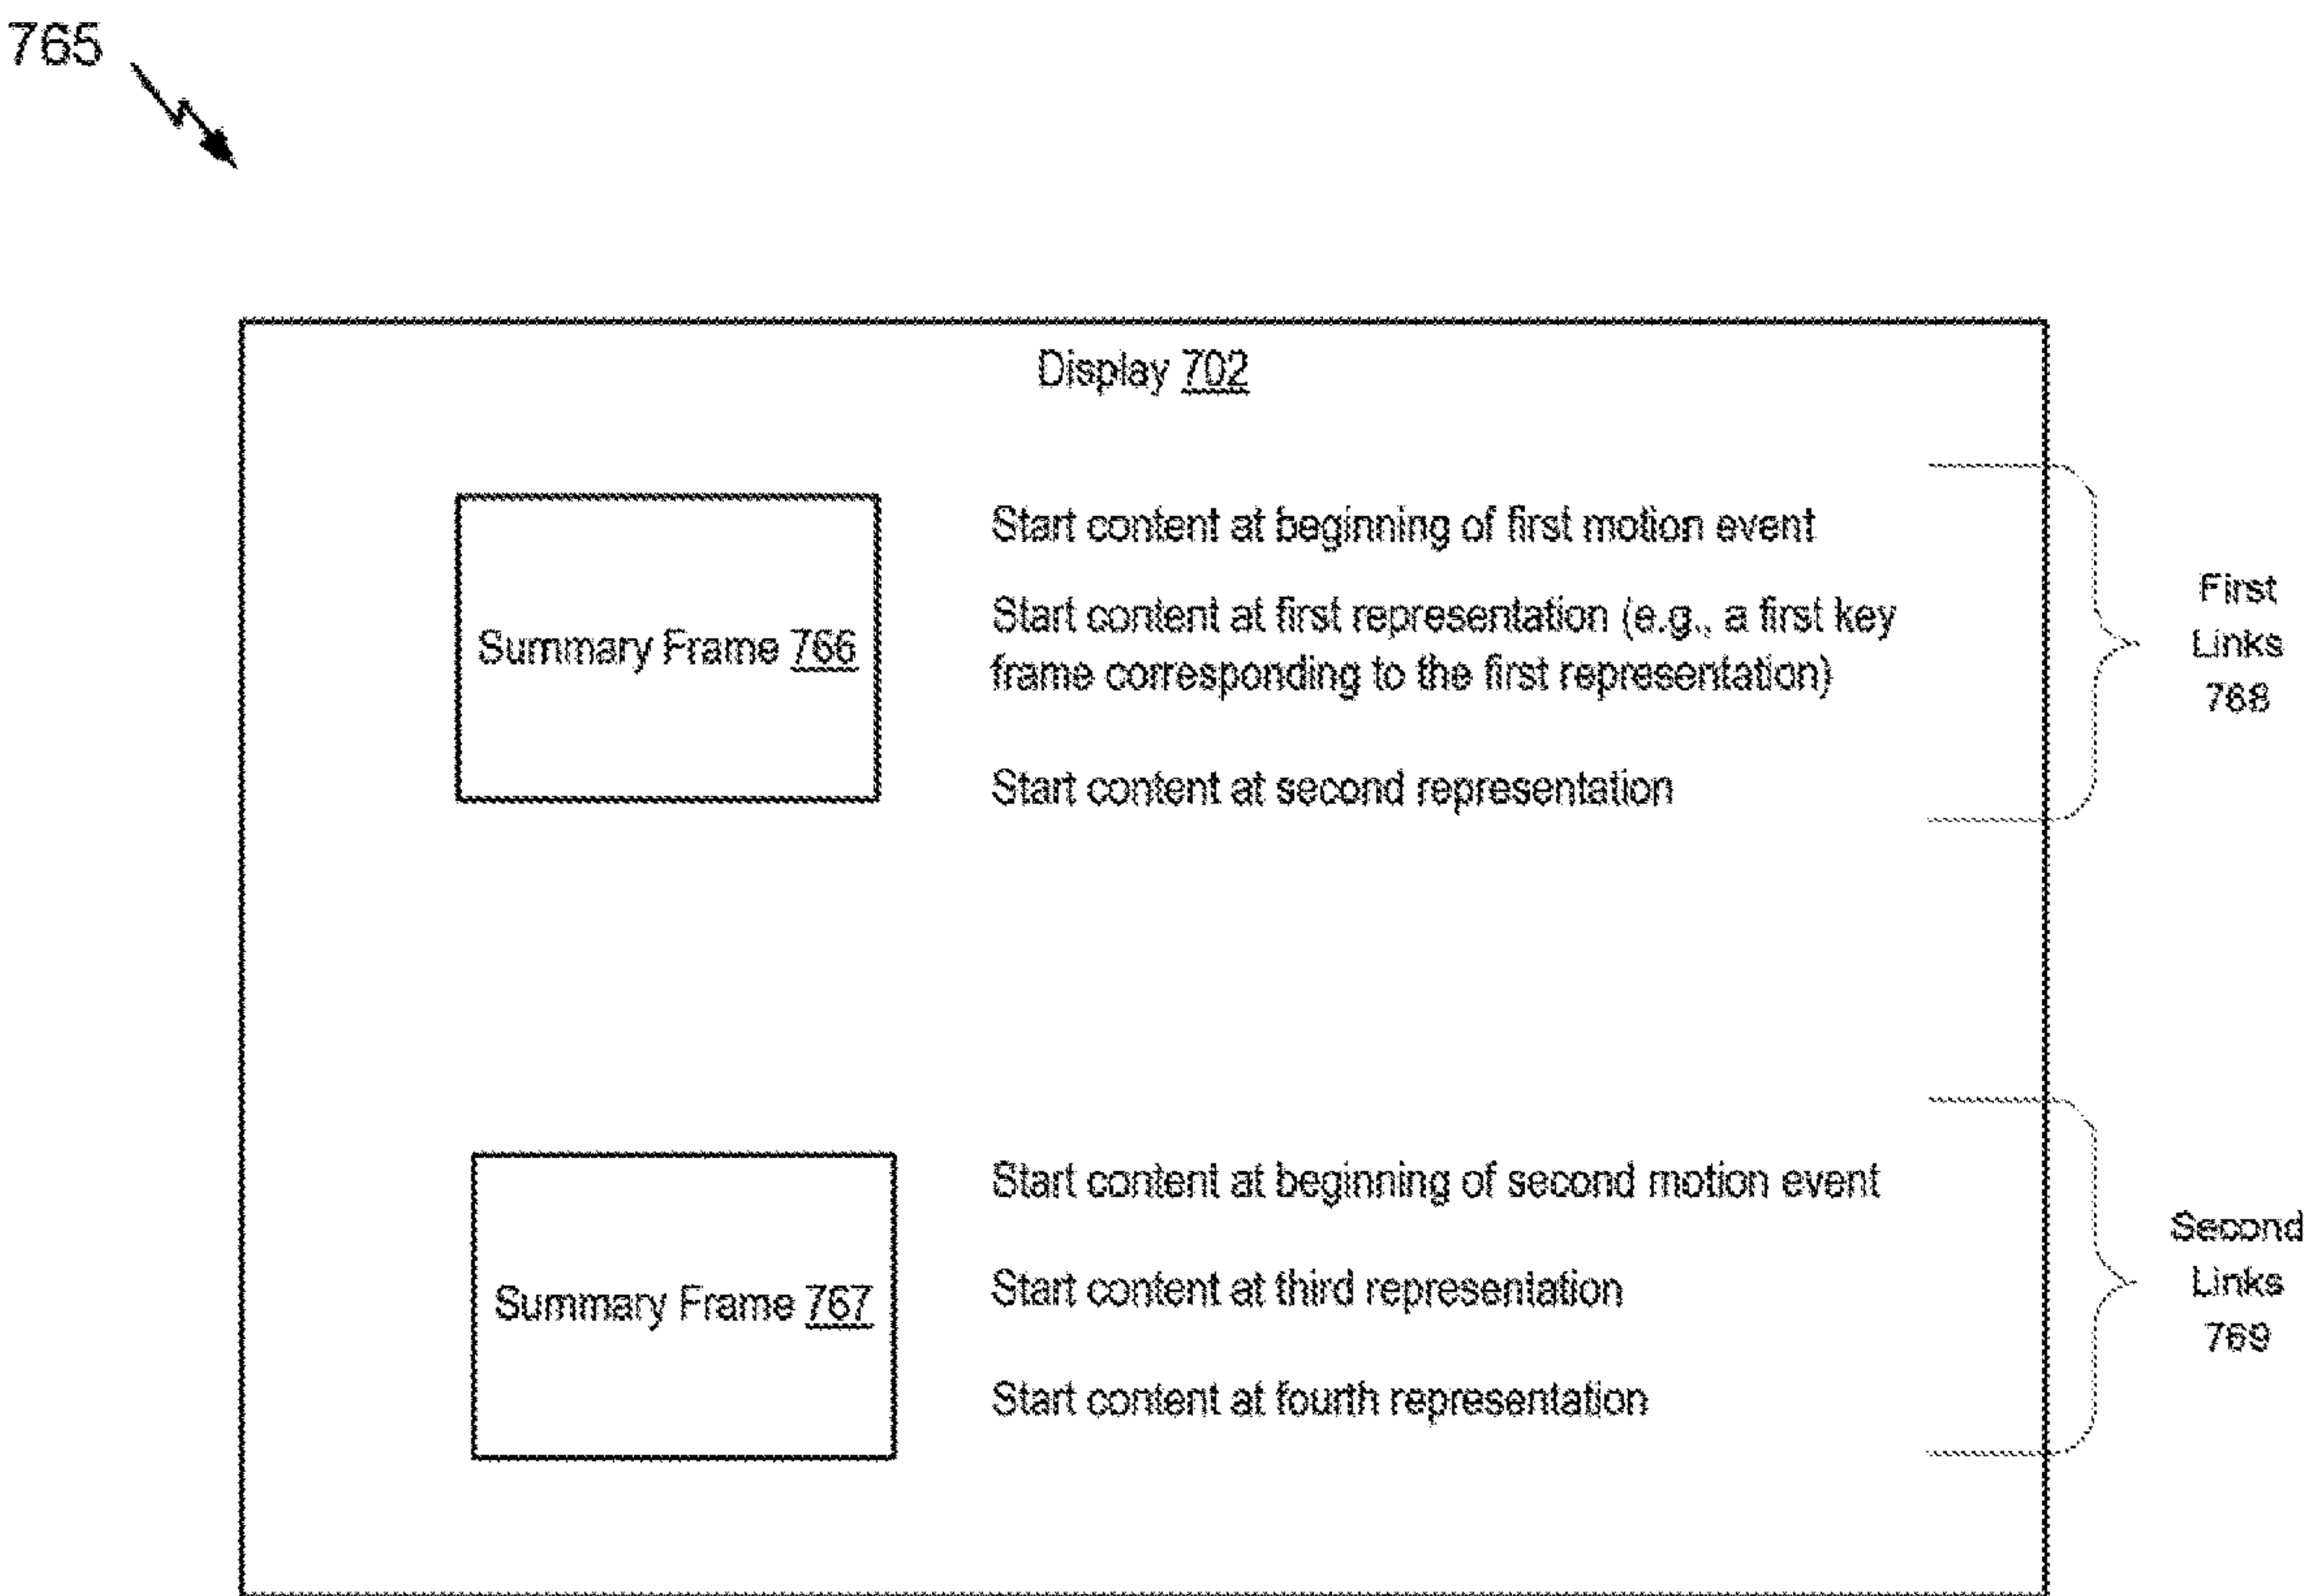 765
Display 702
Summary Frame 766
Start content at beginning of first motion event
Start content at first representation (e.g., a first key
frame corresponding to the first representation)
Start content at second representation
First
Links
768
Summary Frame 767
Start content at beginning of second motion event
Start content at third representation
Start content at fourth representation
Second
Links
769